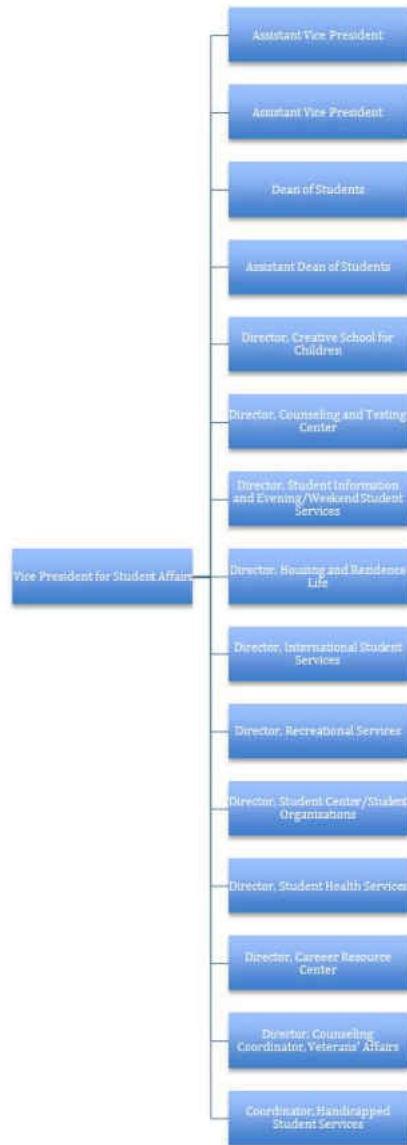 Assistant Vice President
Assistant Vice President
Dean of Students
Assistant Dean of Students
Director, Creative School for
Children
Director, Counseling and Testing
Center
Director, Student Information
and Evening/Weekend Student
Services
Vice President for Student Affairs
Director, Housing and Residence
Life
Director, International Student
Services
Director, Recreational Services
Director, Student Center/Student
Organizations
Director, Student Health Services
Director, Career Resource
Center
Director, Counseling
Coordinator, Veterans' Affairs
Coordinator, Handicapped
Student Services